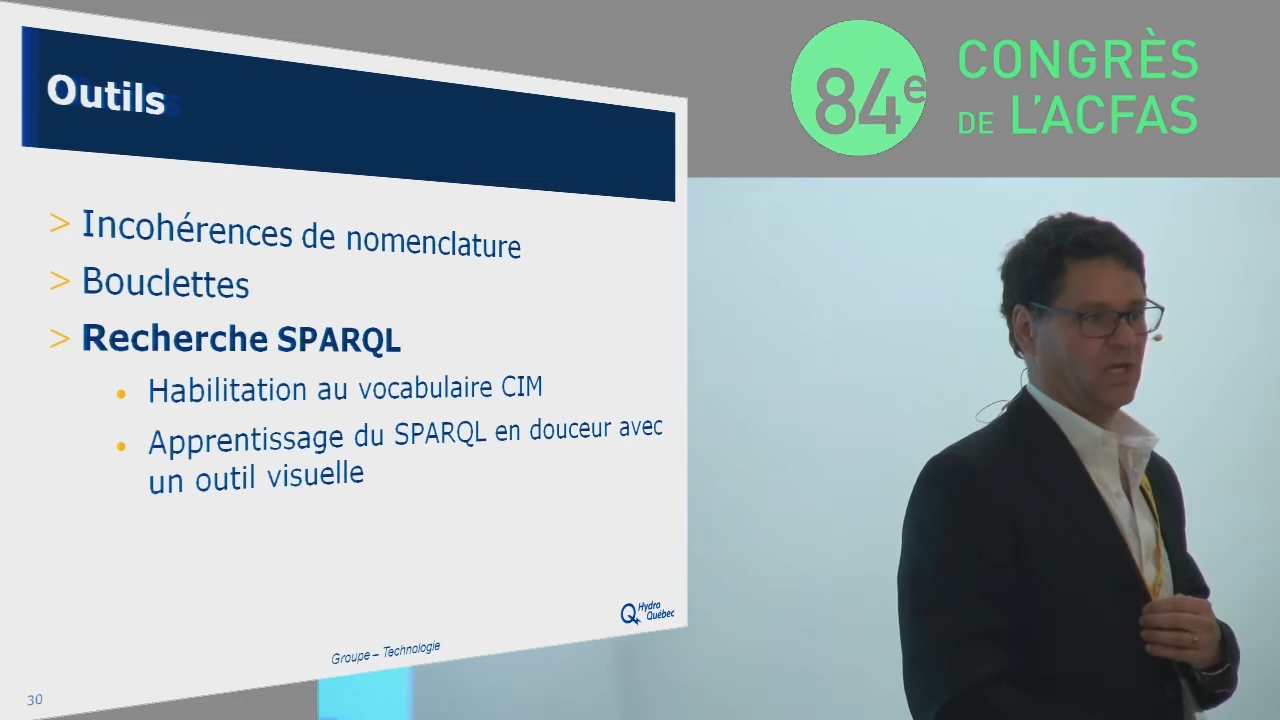 Outils
> Incohérences de nomenclature
> Bouclettes
> Recherche SPARQL
• Habilitation au vocabulaire CIM
• Apprentissage du SPARQL en douceur avec
un outil visuelle
Hydro
Québec
Groupe – Technologie
30
84e
CONGRÈS
DE L'ACFAS